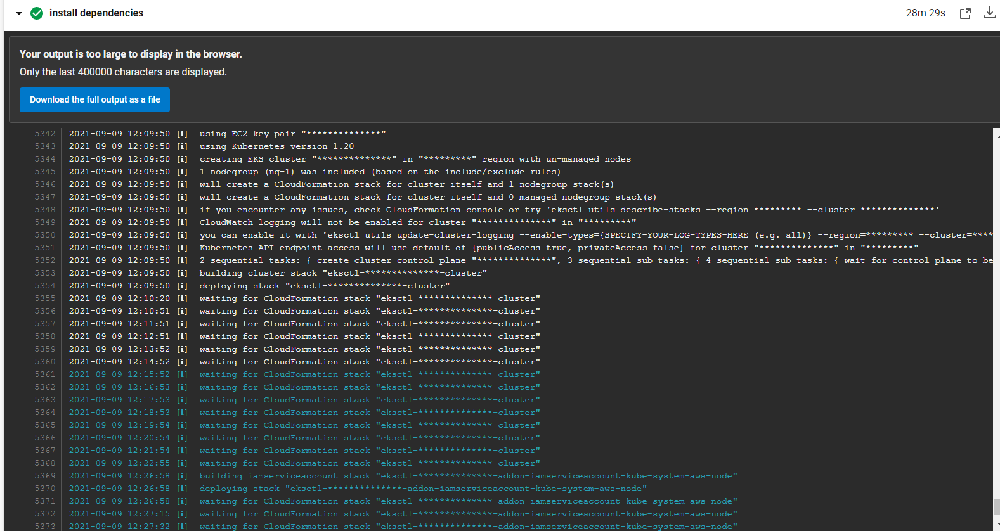 install dependencies 28m 29s
Your output is too large to display in the browser.
Only the last 400000 characters are displayed.
Download the full output as a file
5342 2021-09-09 12:09:50 [ℹ]  using EC2 key pair "**************"
5343 2021-09-09 12:09:50 [ℹ]  using Kubernetes version 1.20
5344 2021-09-09 12:09:50 [ℹ]  creating EKS cluster "**************" in "*********" region with un-managed nodes
5345 2021-09-09 12:09:50 [ℹ]  1 nodegroup (ng-1) was included (based on the include/exclude rules)
5346 2021-09-09 12:09:50 [ℹ]  will create a CloudFormation stack for cluster itself and 1 nodegroup stack(s)
5347 2021-09-09 12:09:50 [ℹ]  will create a CloudFormation stack for cluster itself and 0 managed nodegroup stack(s)
5348 2021-09-09 12:09:50 [ℹ]  if you encounter any issues, check CloudFormation console or try 'eksctl utils describe-stacks --region=********* --cluster=**************'
5349 2021-09-09 12:09:50 [ℹ]  CloudWatch logging will not be enabled for cluster "**************" in "*********"
5350 2021-09-09 12:09:50 [ℹ]  you can enable it with 'eksctl utils update-cluster-logging --enable-types={SPECIFY-YOUR-LOG-TYPES-HERE (e.g. all)} --region=********* --cluster=****
5351 2021-09-09 12:09:50 [ℹ]  Kubernetes API endpoint access will use default of {publicAccess=true, privateAccess=false} for cluster "**************" in "*********"
5352 2021-09-09 12:09:50 [ℹ]  2 sequential tasks: { create cluster control plane "**************", 3 sequential sub-tasks: { 4 sequential sub-tasks: { wait for control plane to be
5353 2021-09-09 12:09:50 [ℹ]  building cluster stack "eksctl-**************-cluster"
5354 2021-09-09 12:09:50 [ℹ]  deploying stack "eksctl-**************-cluster"
5355 2021-09-09 12:10:20 [ℹ]  waiting for CloudFormation stack "eksctl-**************-cluster"
5356 2021-09-09 12:10:51 [ℹ]  waiting for CloudFormation stack "eksctl-**************-cluster"
5357 2021-09-09 12:11:51 [ℹ]  waiting for CloudFormation stack "eksctl-**************-cluster"
5358 2021-09-09 12:12:51 [ℹ]  waiting for CloudFormation stack "eksctl-**************-cluster"
5359 2021-09-09 12:13:52 [ℹ]  waiting for CloudFormation stack "eksctl-**************-cluster"
5360 2021-09-09 12:14:52 [ℹ]  waiting for CloudFormation stack "eksctl-**************-cluster"
5361 2021-09-09 12:15:52 [ℹ]  waiting for CloudFormation stack "eksctl-**************-cluster"
5362 2021-09-09 12:16:53 [ℹ]  waiting for CloudFormation stack "eksctl-**************-cluster"
5363 2021-09-09 12:17:53 [ℹ]  waiting for CloudFormation stack "eksctl-**************-cluster"
5364 2021-09-09 12:18:53 [ℹ]  waiting for CloudFormation stack "eksctl-**************-cluster"
5365 2021-09-09 12:19:54 [ℹ]  waiting for CloudFormation stack "eksctl-**************-cluster"
5366 2021-09-09 12:20:54 [ℹ]  waiting for CloudFormation stack "eksctl-**************-cluster"
5367 2021-09-09 12:21:54 [ℹ]  waiting for CloudFormation stack "eksctl-**************-cluster"
5368 2021-09-09 12:22:55 [ℹ]  waiting for CloudFormation stack "eksctl-**************-cluster"
5369 2021-09-09 12:26:58 [ℹ]  building iamserviceaccount stack "eksctl-**************-addon-iamserviceaccount-kube-system-aws-node"
5370 2021-09-09 12:26:58 [ℹ]  deploying stack "eksctl-**************-addon-iamserviceaccount-kube-system-aws-node"
5371 2021-09-09 12:26:58 [ℹ]  waiting for CloudFormation stack "eksctl-**************-addon-iamserviceaccount-kube-system-aws-node"
5372 2021-09-09 12:27:15 [ℹ]  waiting for CloudFormation stack "eksctl-**************-addon-iamserviceaccount-kube-system-aws-node"
5373 2021-09-09 12:27:32 [ℹ]  waiting for CloudFormation stack "eksctl-**************-addon-iamserviceaccount-kube-system-aws-node"